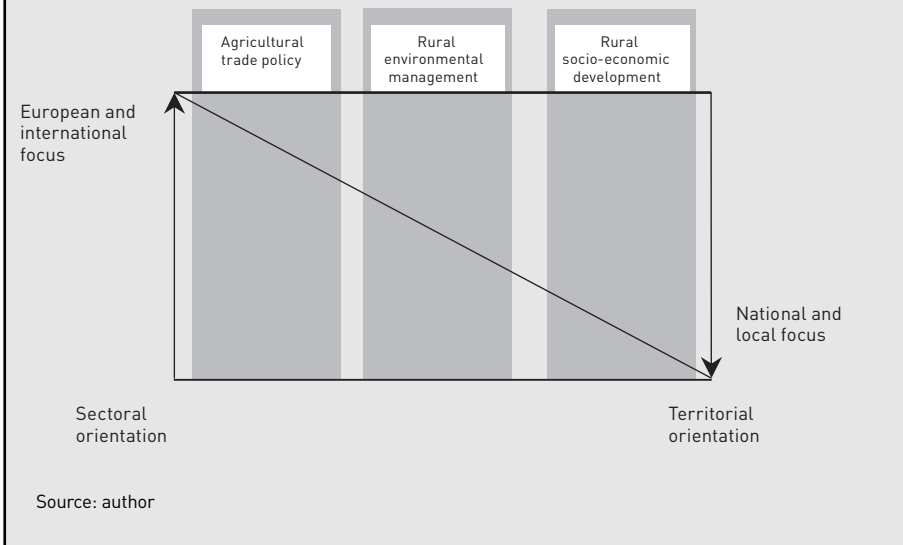 Agricultural
trade policy
Rural
environmental
management
Rural
socio-economic
development
European and
international
focus
National and
local focus
Sectoral
orientation
Territorial
orientation
Source: author